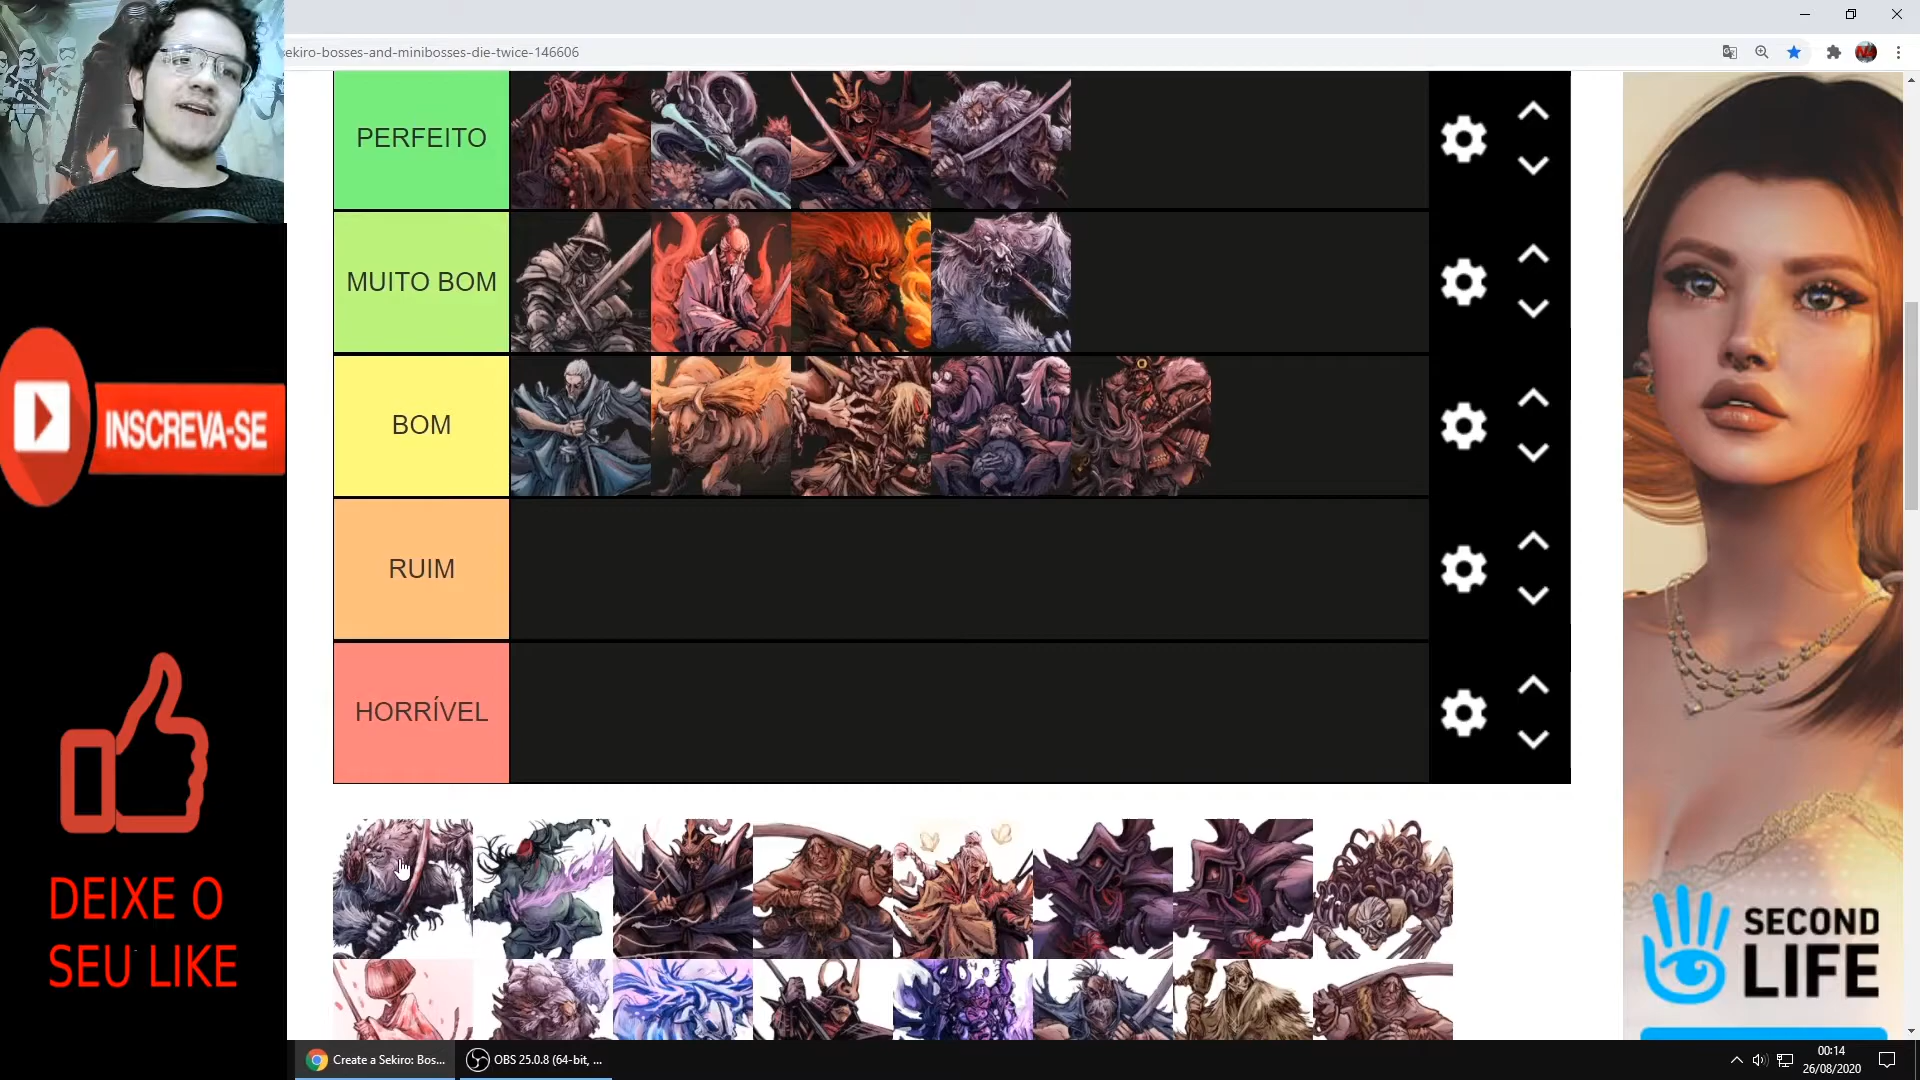 sekiro-bosses-and-minibosses-die-twice-146606
PERFEITO
MUITO BOM
BOM
RUIM
HORRÍVEL
INSCREVA-SE
DEIXE O
SEU LIKE
SECOND
LIFE
Create a Sekiro: Bos...
OBS 25.0.8 (64-bit, ...
00:14
26/08/2020